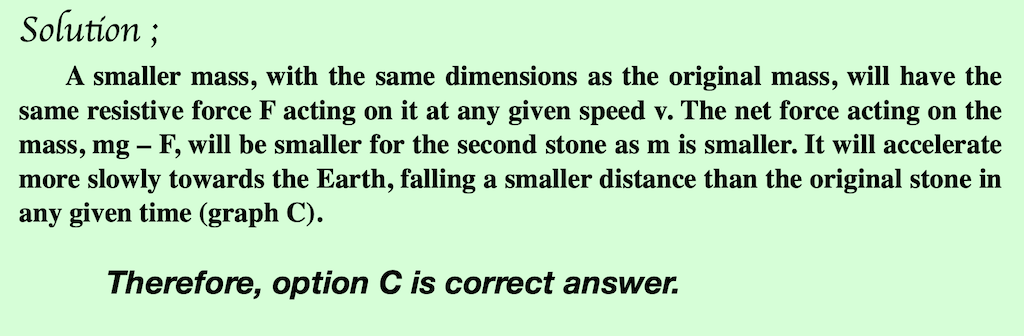 Solution ;
A smaller mass, with the same dimensions as the original mass, will have the
same resistive force F acting on it at any given speed v. The net force acting on the
mass, mg – F, will be smaller for the second stone as m is smaller. It will accelerate
more slowly towards the Earth, falling a smaller distance than the original stone in
any given time (graph C).
Therefore, option C is correct answer.